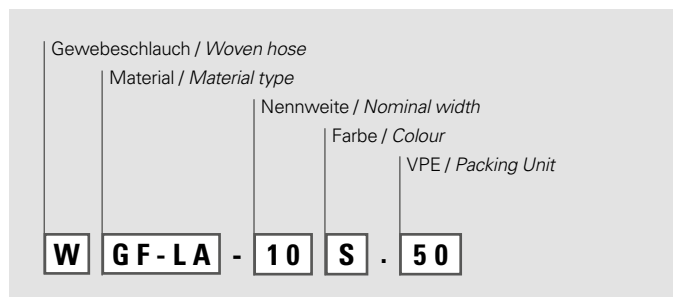 Gewebeschlauch / Woven hose
Material / Material type
Nennweite / Nominal width
Farbe / Colour
VPE / Packing Unit
W GF-LA - 10 S . 50